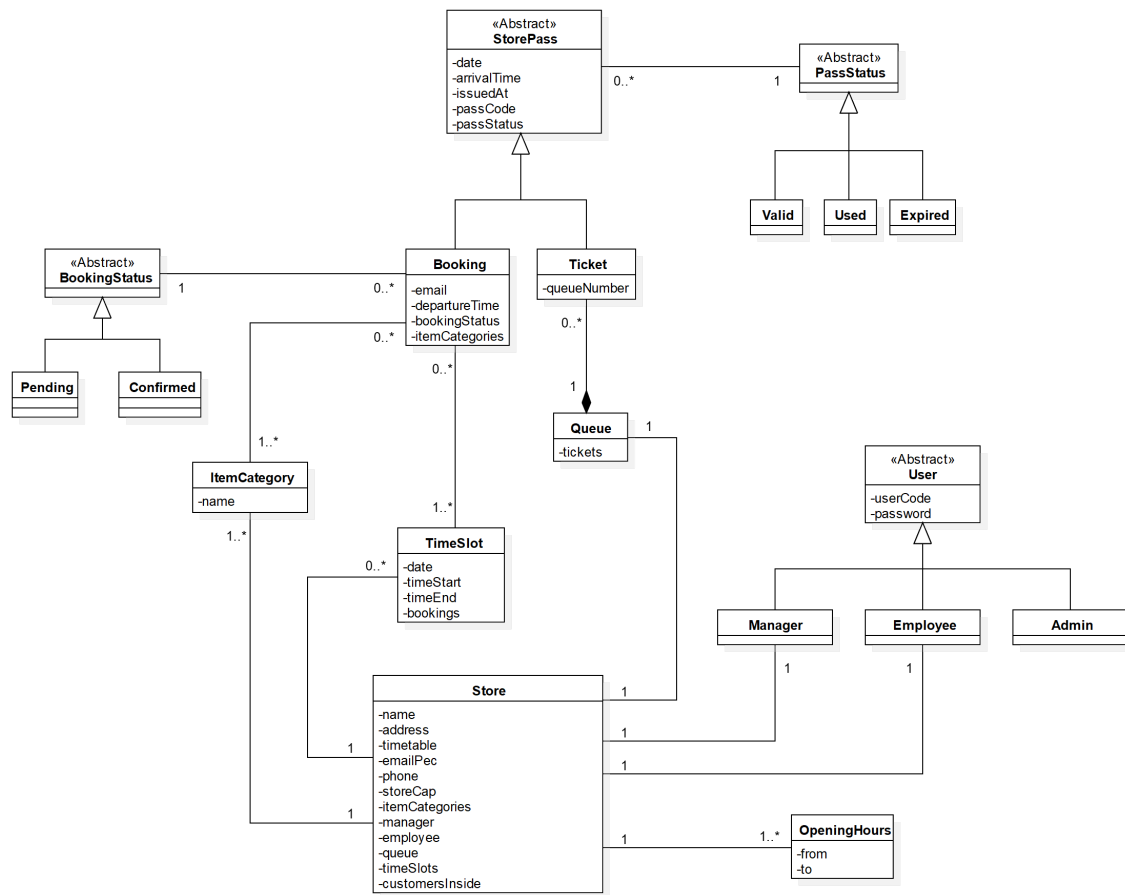 «Abstract»
StorePass
-date
-arrivalTime
-issuedAt
-passCode
-passStatus
0..*
1
«Abstract»
PassStatus
Valid
Used
Expired
«Abstract»
BookingStatus
1
0..*
Booking
-email
-departureTime
-bookingStatus
-itemCategories
Ticket
-queueNumber
0..*
0..*
0..*
Pending
Confirmed
1
Queue
-tickets
1
1..*
ItemCategory
-name
1..*
1..*
TimeSlot
-date
-timeStart
-timeEnd
-bookings
0..*
«Abstract»
User
-userCode
-password
Manager
Employee
Admin
1
1
Store
-name
-address
-timetable
-emailPec
-phone
-storeCap
-itemCategories
-manager
-employee
-queue
-timeSlots
-customersInside
1
1
1
1
1
1
1..*
OpeningHours
-from
-to